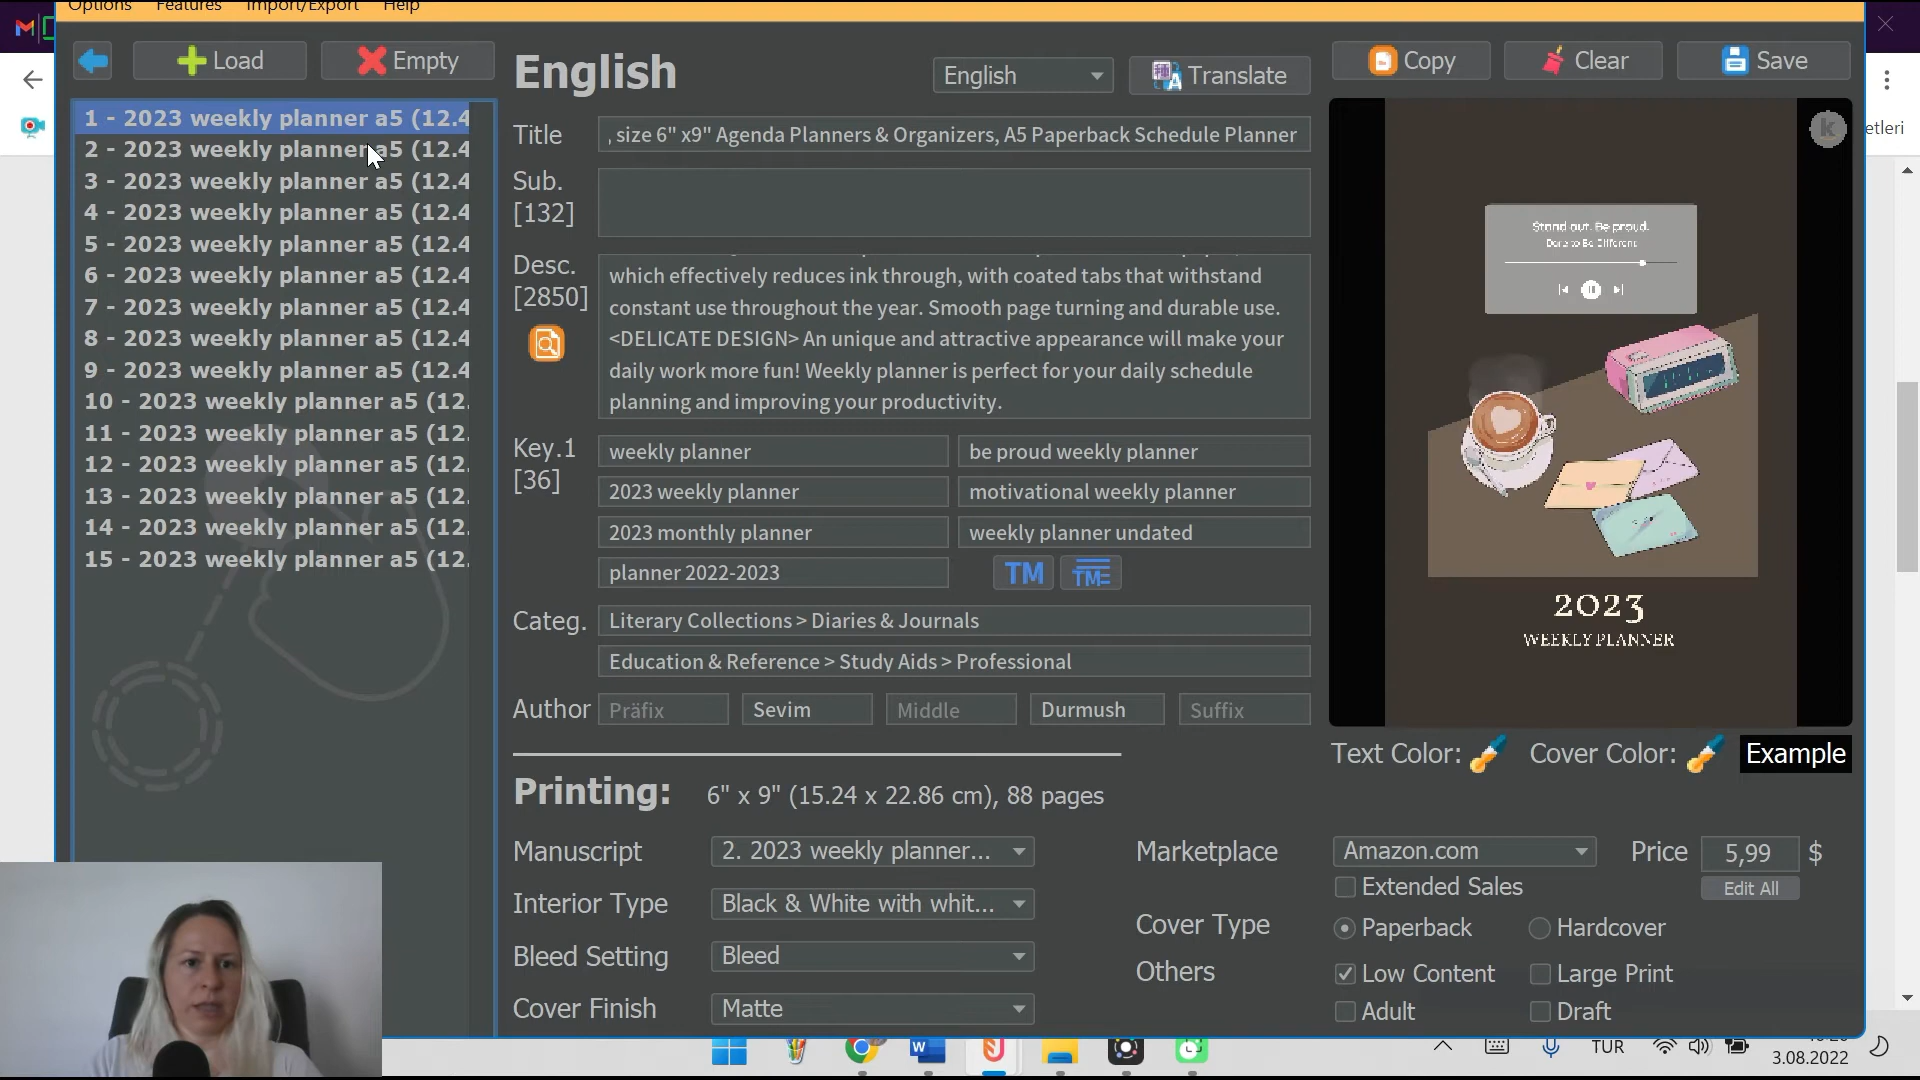 Options Features Import/Export Help
Load
Empty
English
English
Translate
Copy
Clear
Save
1 - 2023 weekly planner a5 (12.4
2 - 2023 weekly planner a5 (12.4
3 - 2023 weekly planner a5 (12.4
4 - 2023 weekly planner a5 (12.4
5 - 2023 weekly planner a5 (12.4
6 - 2023 weekly planner a5 (12.4
7 - 2023 weekly planner a5 (12.4
8 - 2023 weekly planner a5 (12.4
9 - 2023 weekly planner a5 (12.4
10 - 2023 weekly planner a5 (12.
11 - 2023 weekly planner a5 (12.
12 - 2023 weekly planner a5 (12.
13 - 2023 weekly planner a5 (12.
14 - 2023 weekly planner a5 (12.
15 - 2023 weekly planner a5 (12.
Title
, size 6" x9" Agenda Planners & Organizers, A5 Paperback Schedule Planner
Sub.
[132]
Desc.
[2850]
which effectively reduces ink through, with coated tabs that withstand
constant use throughout the year. Smooth page turning and durable use.
<DELICATE DESIGN> An unique and attractive appearance will make your
daily work more fun! Weekly planner is perfect for your daily schedule
planning and improving your productivity.
Key.1
[36]
weekly planner
be proud weekly planner
2023 weekly planner
motivational weekly planner
2023 monthly planner
weekly planner undated
planner 2022-2023
TM
TM
Categ.
Literary Collections > Diaries & Journals
Education & Reference > Study Aids > Professional
Author
Präfix
Sevim
Middle
Durmush
Suffix
k
etleri
Stand out. Be proud.
Dare to Be Different
2023
WEEKLY PLANNER
Text Color:
Cover Color:
Example
Printing:
6" x 9" (15.24 x 22.86 cm), 88 pages
Manuscript
2. 2023 weekly planner...
Interior Type
Black & White with whit...
Bleed Setting
Bleed
Cover Finish
Matte
Marketplace
Amazon.com
Price
5,99
$
Extended Sales
Edit All
Cover Type
Paperback
Hardcover
Others
Low Content
Large Print
Adult
Draft
TUR
3.08.2022